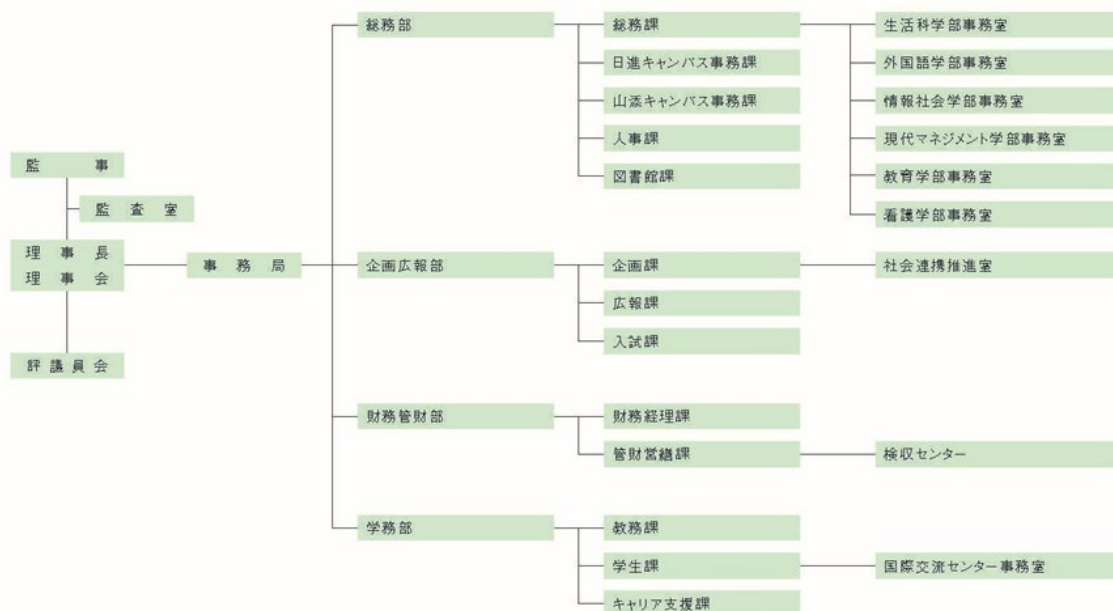 監事
監査室
理事長
理事会
評議員会
事務局
総務部
総務課
日進キャンパス事務課
山添キャンパス事務課
人事課
図書館課
生活科学部事務室
外国語学部事務室
情報社会学部事務室
現代マネジメント学部事務室
教育学部事務室
看護学部事務室
企画広報部
企画課
広報課
入試課
社会連携推進室
財務管財部
財務経理課
管財営繕課
検収センター
学務部
教務課
学生課
キャリア支援課
国際交流センター事務室